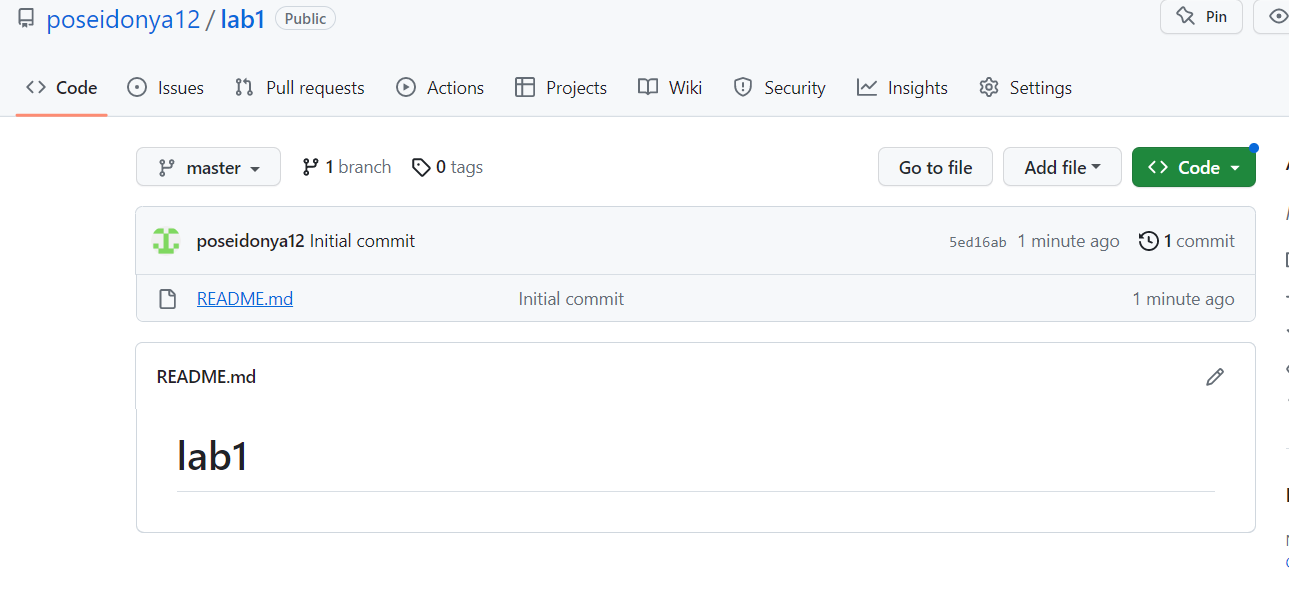 poseidonya12 / lab1 Public Pin
Code Issues Pull requests Actions Projects Wiki Security Insights Settings
master 1 branch 0 tags Go to file Add file Code
poseidonya12 Initial commit 5ed16ab 1 minute ago 1 commit
README.md Initial commit 1 minute ago
README.md
lab1